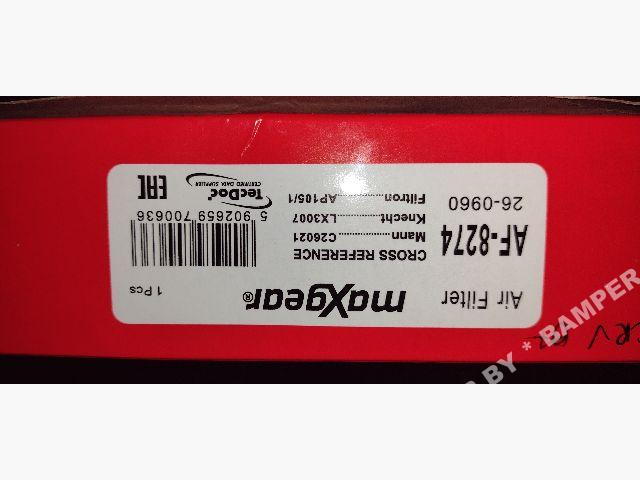 Air Filter
maxgear®
1 Pcs
AF-8274
26-0960
CROSS REFERENCE
Mann..............C26021
Knecht..............LX3007
Filtron..............AP105/1
5 902659 700636
TecDoc
CERTIFIED DATA SUPPLIER
EAC
BY * BAMPER